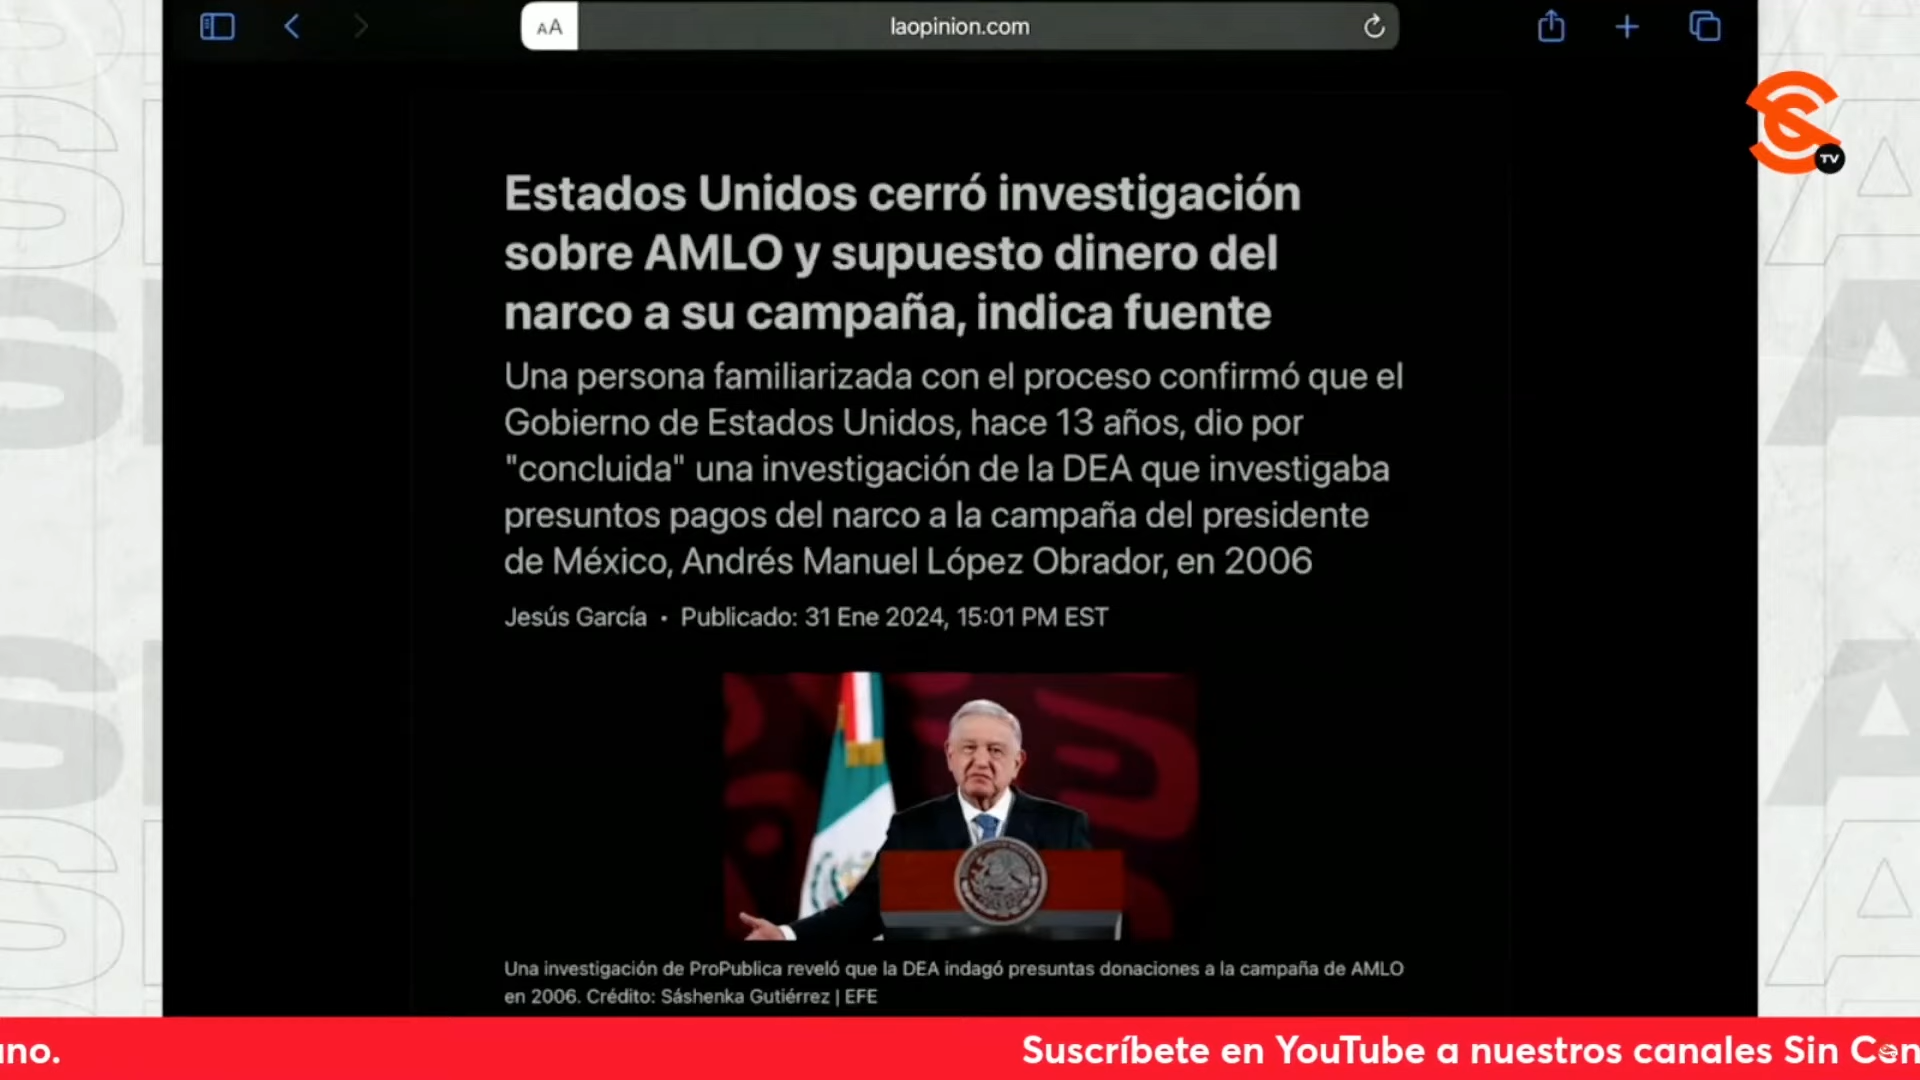 AA
laopinion.com
TV
Estados Unidos cerró investigación
sobre AMLO y supuesto dinero del
narco a su campaña, indica fuente
Una persona familiarizada con el proceso confirmó que el
Gobierno de Estados Unidos, hace 13 años, dio por
"concluida" una investigación de la DEA que investigaba
presuntos pagos del narco a la campaña del presidente
de México, Andrés Manuel López Obrador, en 2006
Jesús García · Publicado: 31 Ene 2024, 15:01 PM EST
Una investigación de ProPublica reveló que la DEA indagó presuntas donaciones a la campaña de AMLO
en 2006. Crédito: Sáshenka Gutiérrez | EFE
no. Suscríbete en YouTube a nuestros canales Sin Cen